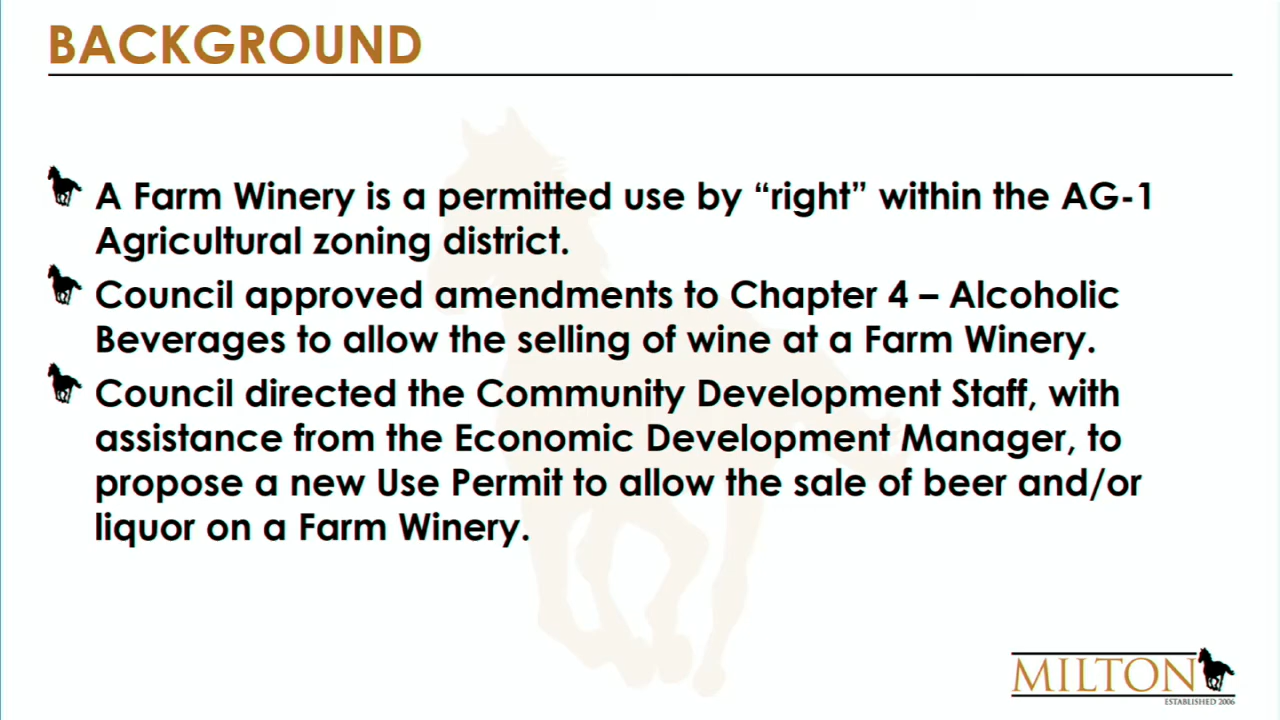 BACKGROUND
A Farm Winery is a permitted use by “right” within the AG-1
Agricultural zoning district.
Council approved amendments to Chapter 4 – Alcoholic
Beverages to allow the selling of wine at a Farm Winery.
Council directed the Community Development Staff, with
assistance from the Economic Development Manager, to
propose a new Use Permit to allow the sale of beer and/or
liquor on a Farm Winery.
MILTON
ESTABLISHED 2006